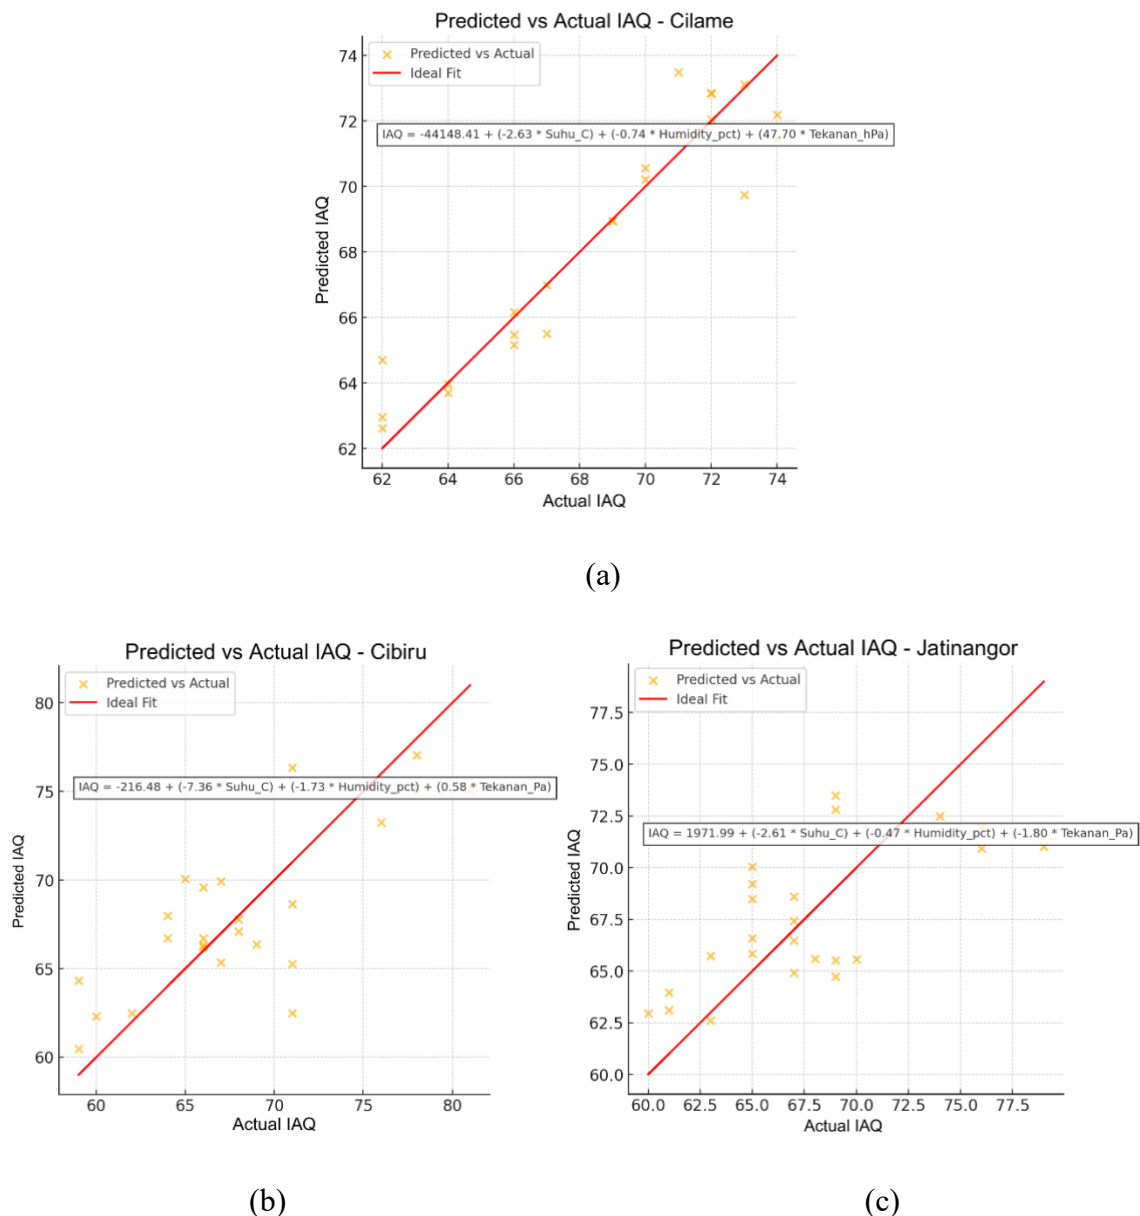 Predicted vs Actual IAQ - Cilame
Predicted vs Actual
Ideal Fit
IAQ = -44148.41 + (-2.63 * Suhu_C) + (-0.74 * Humidity_pct) + (47.70 * Tekanan_hPa)
Predicted IAQ
74
72
70
68
66
64
62
62 64 66 68 70 72 74
Actual IAQ
(a)
Predicted vs Actual IAQ - Cibiru
Predicted vs Actual
Ideal Fit
IAQ = -216.48 + (-7.36 * Suhu_C) + (-1.73 * Humidity_pct) + (0.58 * Tekanan_Pa)
Predicted IAQ
80
75
70
65
60
60 65 70 75 80
Actual IAQ
(b)
Predicted vs Actual IAQ - Jatinangor
Predicted vs Actual
Ideal Fit
IAQ = 1971.99 + (-2.61 * Suhu_C) + (-0.47 * Humidity_pct) + (-1.80 * Tekanan_Pa)
Predicted IAQ
77.5
75.0
72.5
70.0
67.5
65.0
62.5
60.0
60.0 62.5 65.0 67.5 70.0 72.5 75.0 77.5
Actual IAQ
(c)